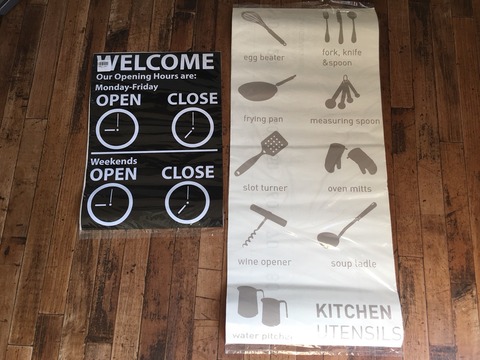 WELCOME
Our Opening Hours are:
Monday-Friday
OPEN CLOSE
Weekends
OPEN CLOSE
egg beater
fork, knife
&spoon
frying pan
measuring spoon
slot turner
oven mitts
wine opener
soup ladle
water pitcher
KITCHEN
UTENSILS